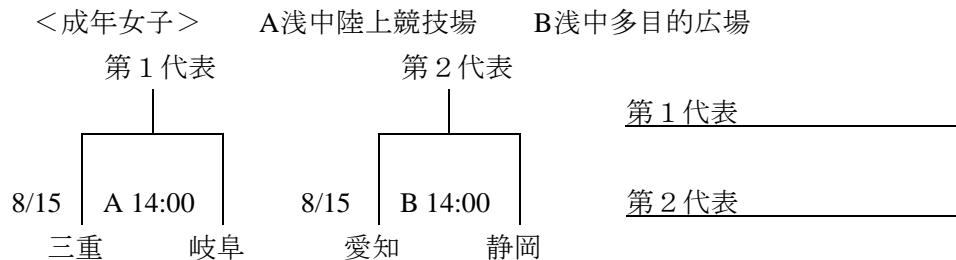 ＜成年女子＞　　A浅中陸上競技場　　B浅中多目的広場
第１代表　　第２代表
第１代表
8/15　A 14:00　　8/15　B 14:00　　第２代表
三重　　岐阜　　愛知　　静岡